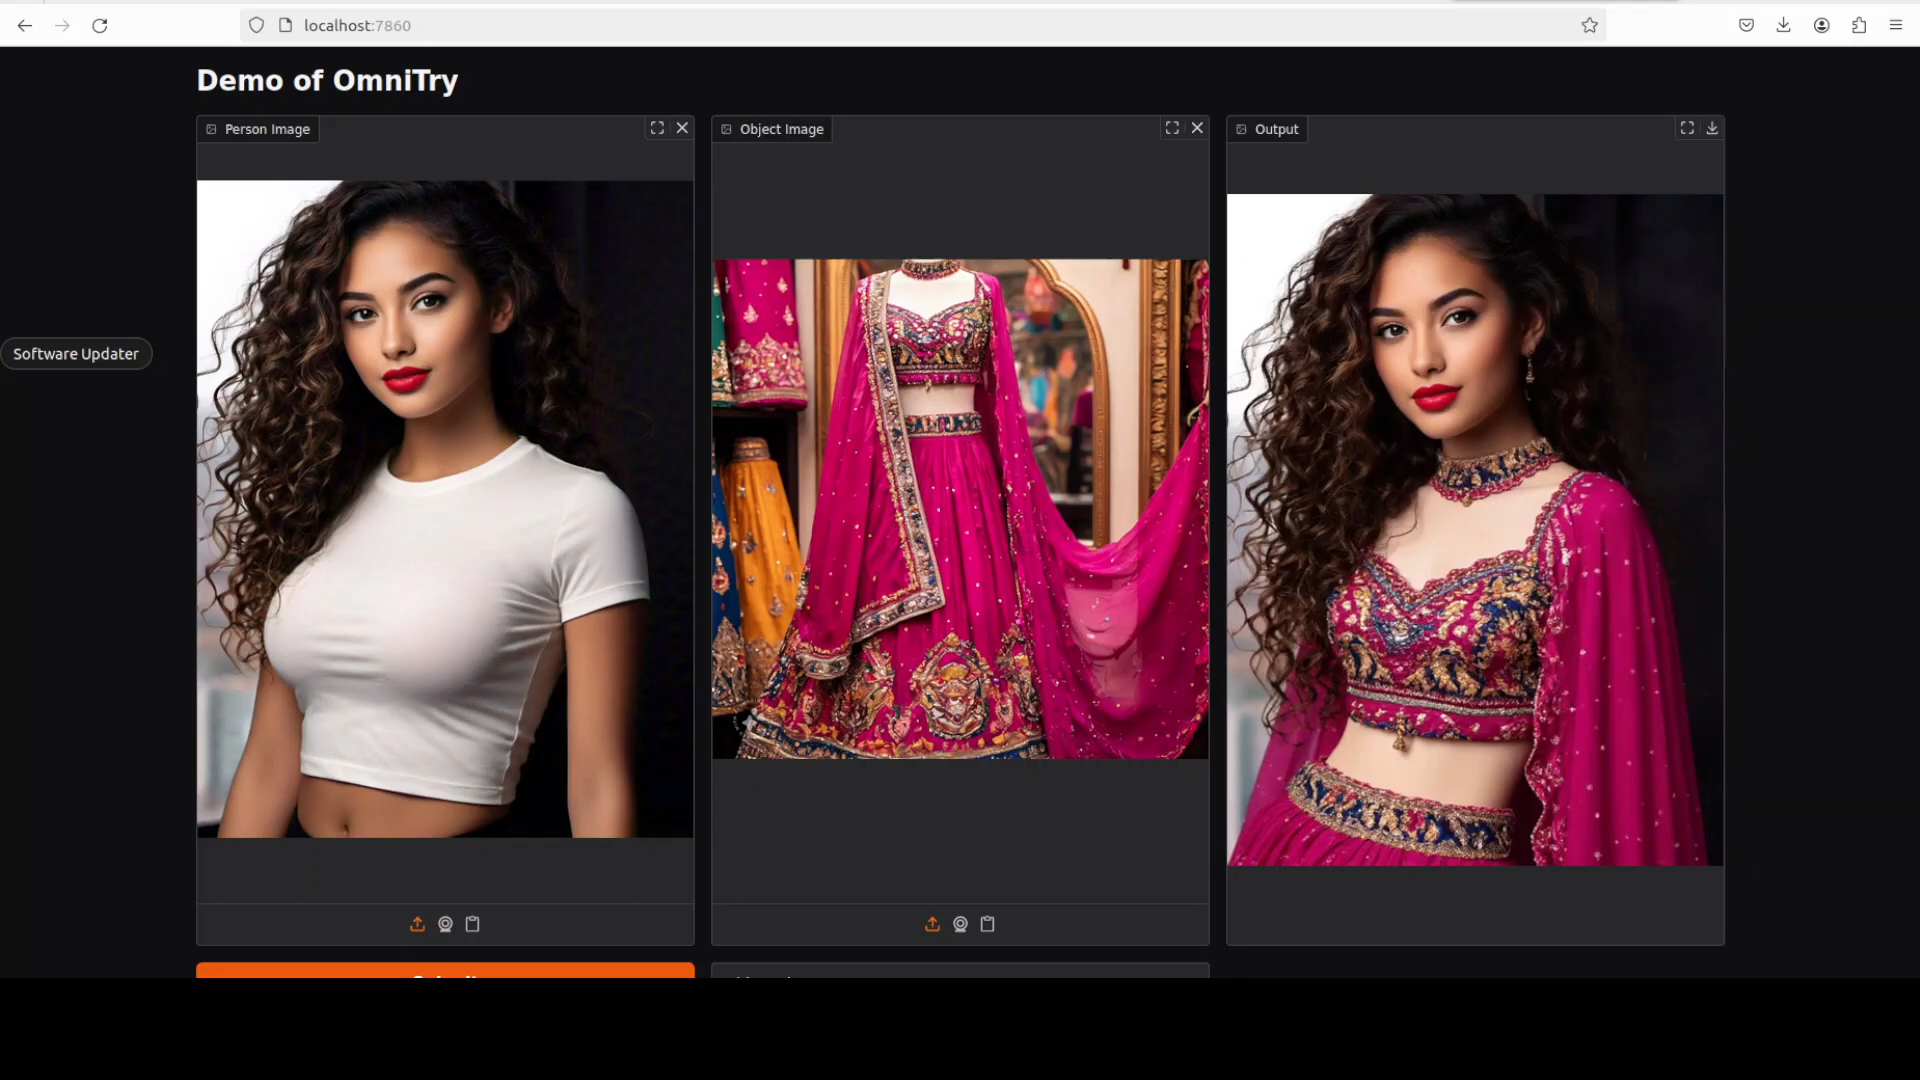 localhost:7860
Demo of OmniTry
Person Image
Object Image
Output
Software Updater